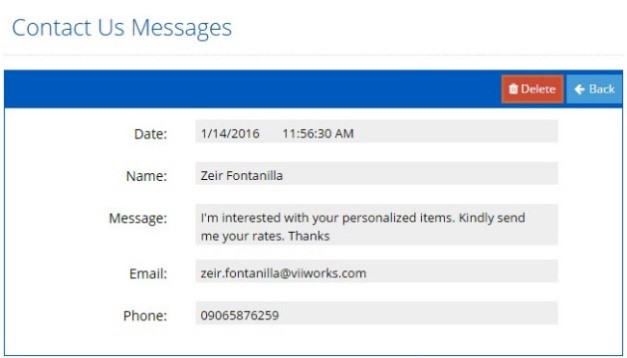 Contact Us Messages
Delete
Back
Date:
1/14/2016 11:56:30 AM
Name:
Zeir Fontanilla
Message:
I'm interested with your personalized items. Kindly send
me your rates. Thanks
Email:
zeir.fontanilla@viiworks.com
Phone:
09065876259